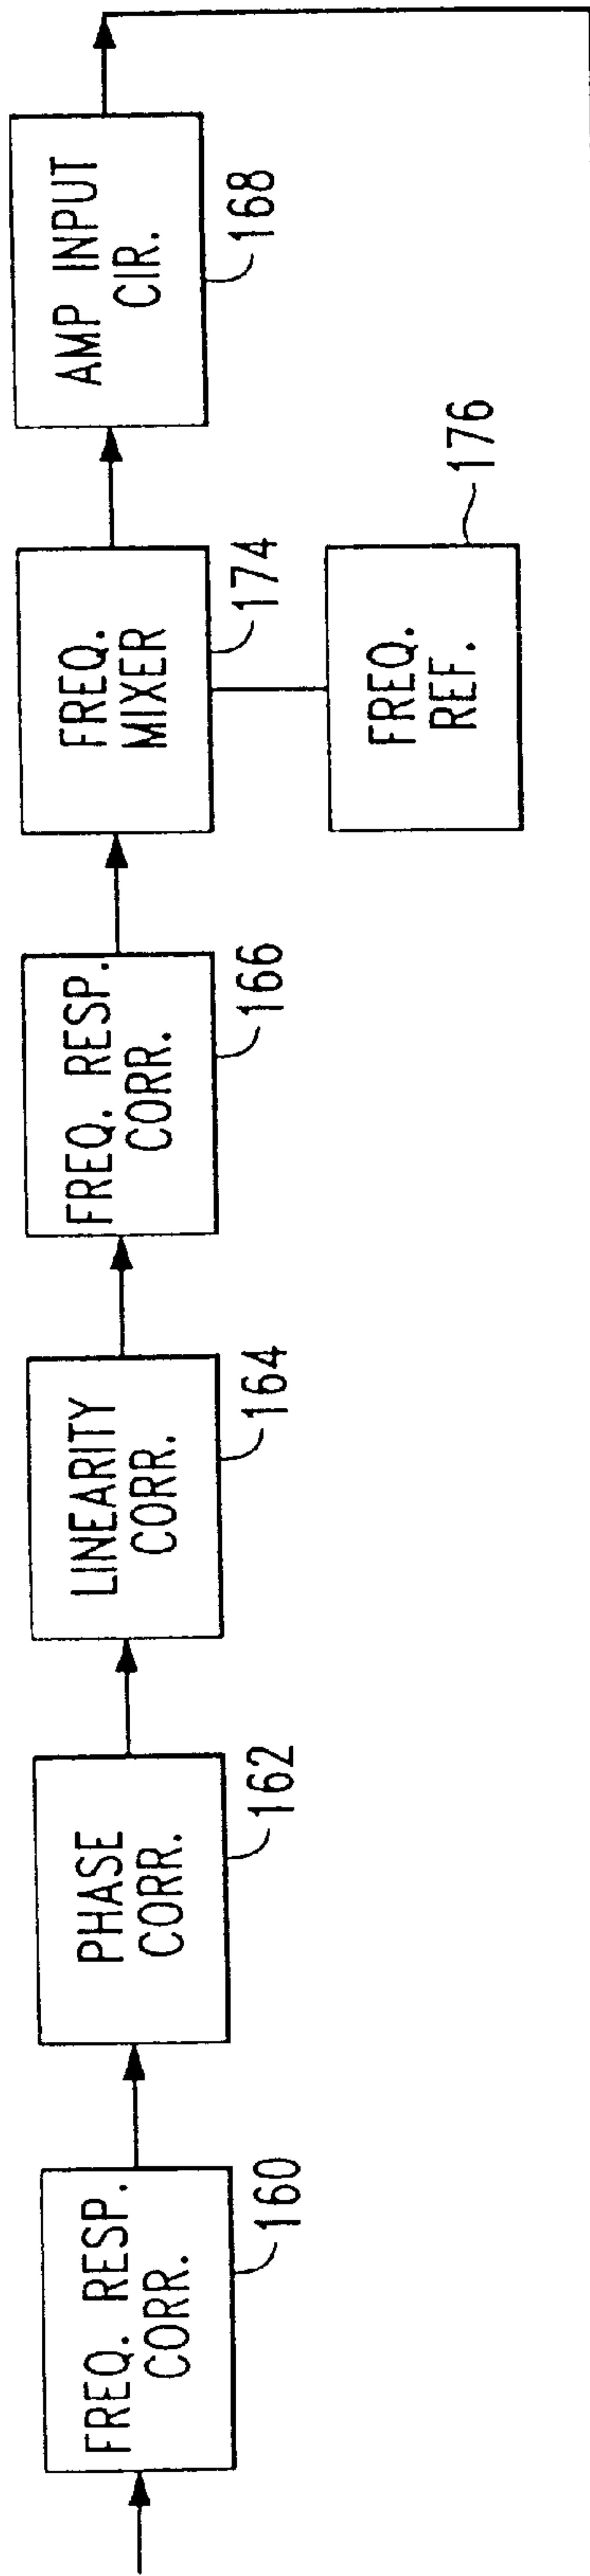 FREQ. RESP.
CORR.
160
PHASE
CORR.
162
LINEARITY
CORR.
164
FREQ. RESP.
CORR.
166
FREQ.
MIXER
174
FREQ.
REF.
176
AMP INPUT
CIR.
168